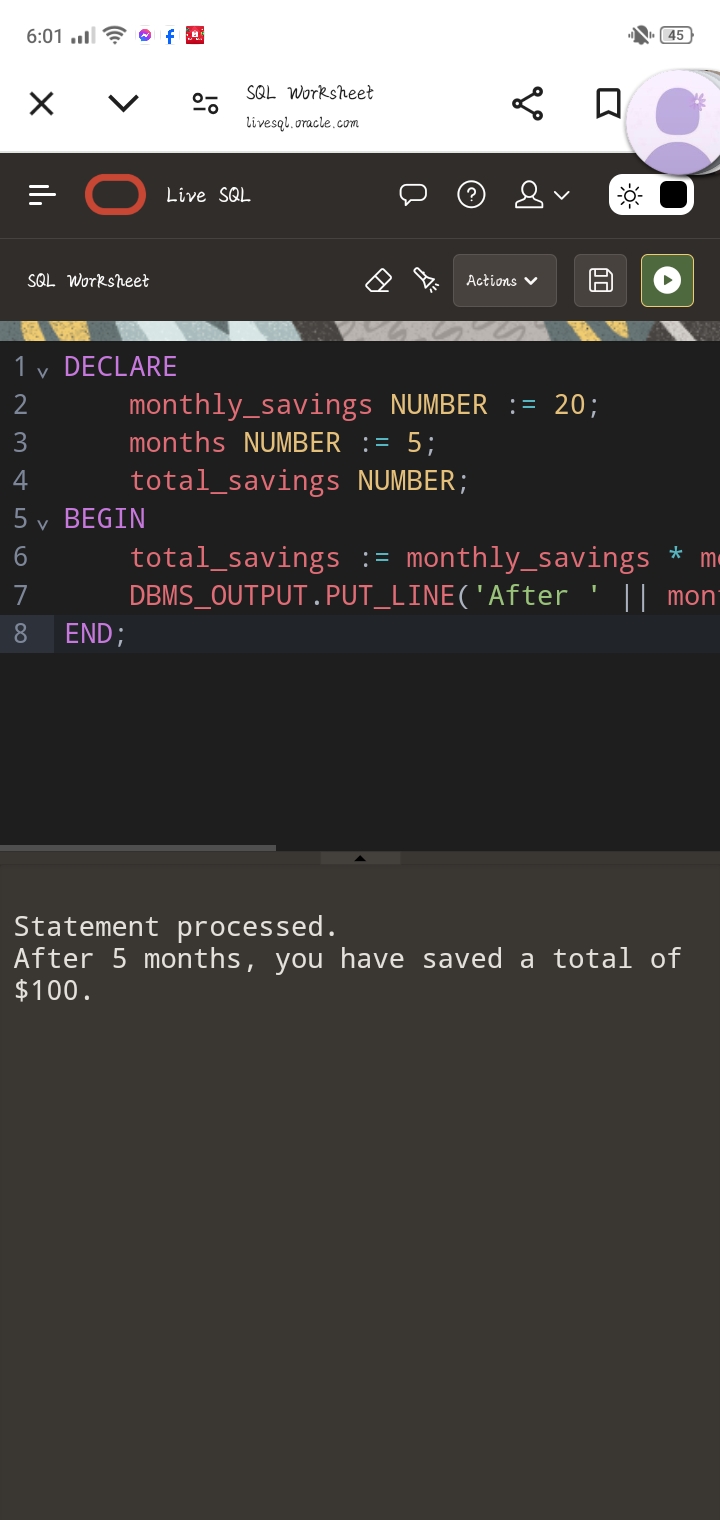 6:01
45
SQL Worksheet
livesql.oracle.com
Live SQL
SQL Worksheet
Actions
1 DECLARE
2 monthly_savings NUMBER := 20;
3 months NUMBER := 5;
4 total_savings NUMBER;
5 BEGIN
6 total_savings := monthly_savings * m
7 DBMS_OUTPUT.PUT_LINE('After ' || mon
8 END;
Statement processed.
After 5 months, you have saved a total of
$100.